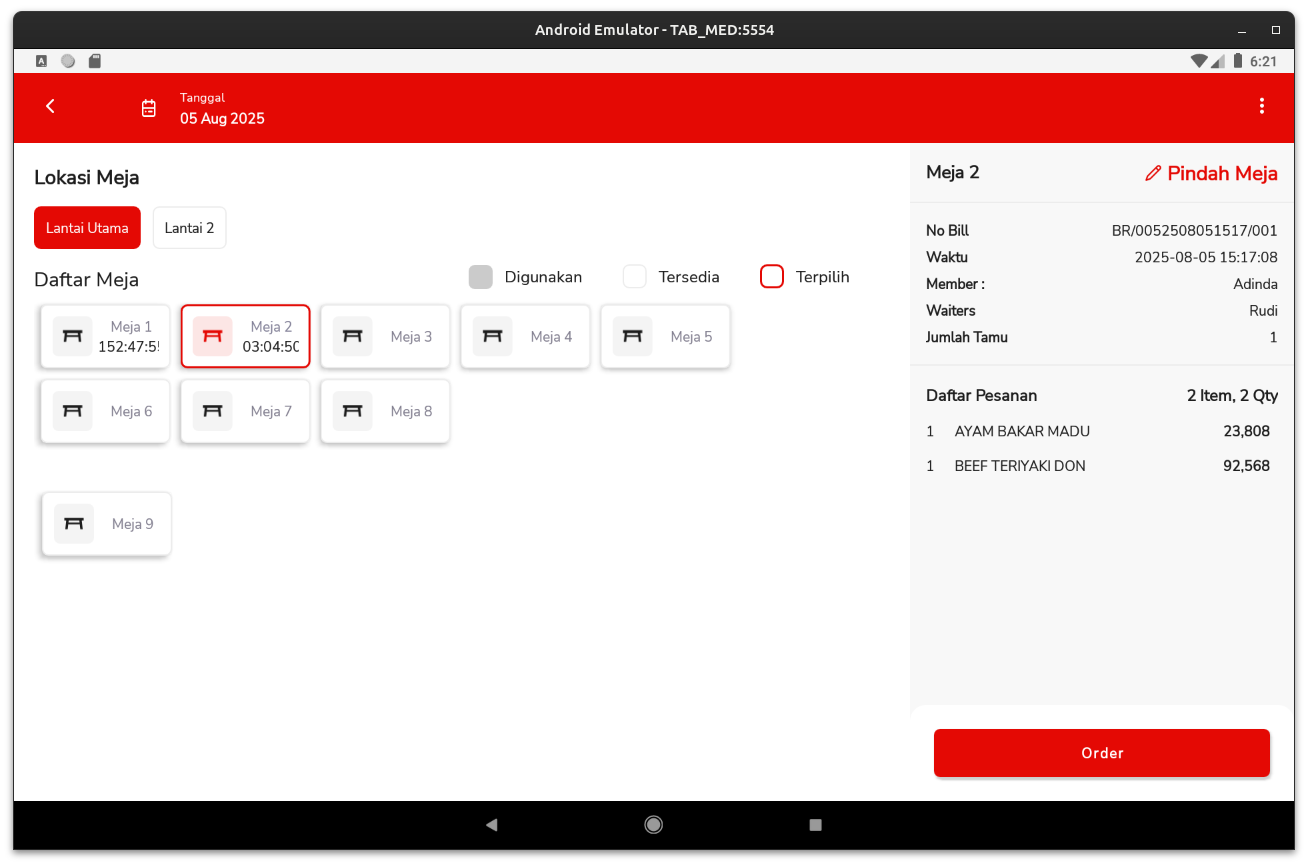 Android Emulator - TAB_MED:5554
A
6:21
Tanggal
05 Aug 2025
Lokasi Meja
Lantai Utama
Lantai 2
Daftar Meja
Digunakan
Tersedia
Terpilih
Meja 1
152:47:5
Meja 2
03:04:50
Meja 3
Meja 4
Meja 5
Meja 6
Meja 7
Meja 8
Meja 9
Meja 2
Pindah Meja
No Bill BR/0052508051517/001
Waktu 2025-08-05 15:17:08
Member : Adinda
Waiters Rudi
Jumlah Tamu 1
Daftar Pesanan 2 Item, 2 Qty
1 AYAM BAKAR MADU 23,808
1 BEEF TERIYAKI DON 92,568
Order